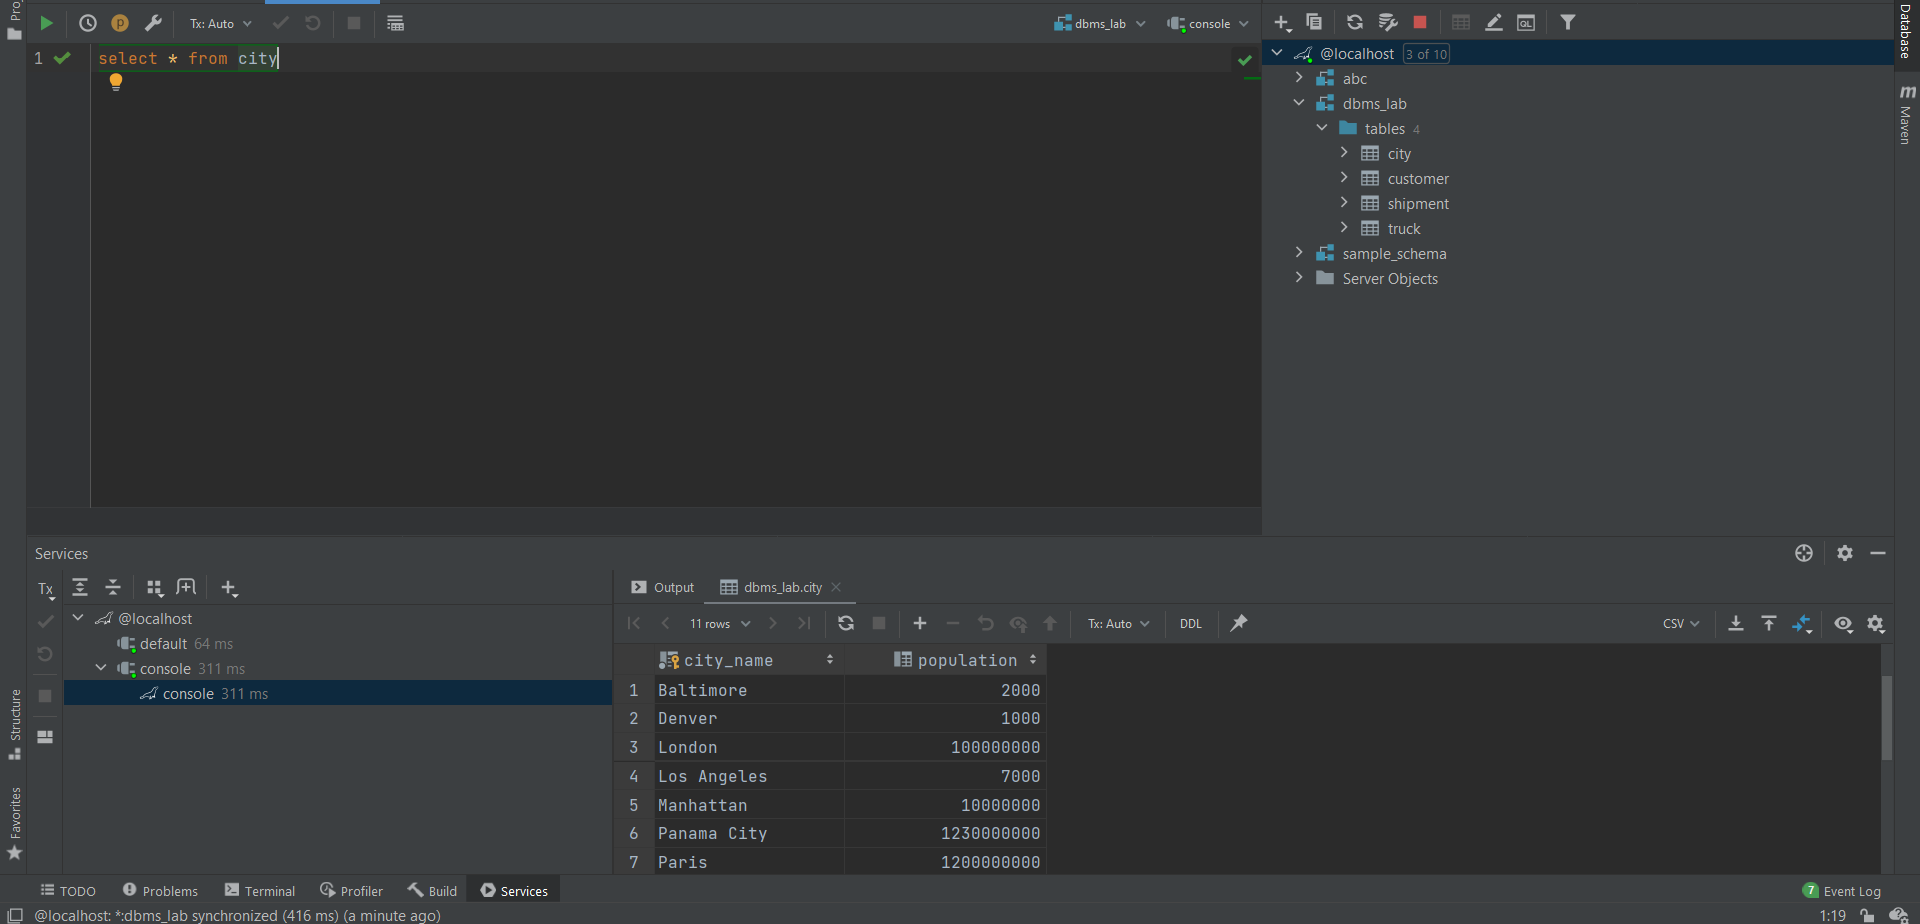 Tx: Auto
dbms_lab
console
1
select * from city
@localhost 3 of 10
abc
dbms_lab
tables 4
city
customer
shipment
truck
sample_schema
Server Objects
Database
Maven
Structure
Favorites
Services
Tx
@localhost
default 64 ms
console 311 ms
console 311 ms
Output
dbms_lab.city
11 rows
Tx: Auto
DDL
CSV
city_name population
1 Baltimore 2000
2 Denver 1000
3 London 100000000
4 Los Angeles 7000
5 Manhattan 10000000
6 Panama City 1230000000
7 Paris 1200000000
TODO
Problems
Terminal
Profiler
Build
Services
7 Event Log
@localhost: *:dbms_lab synchronized (416 ms) (a minute ago)
1:19